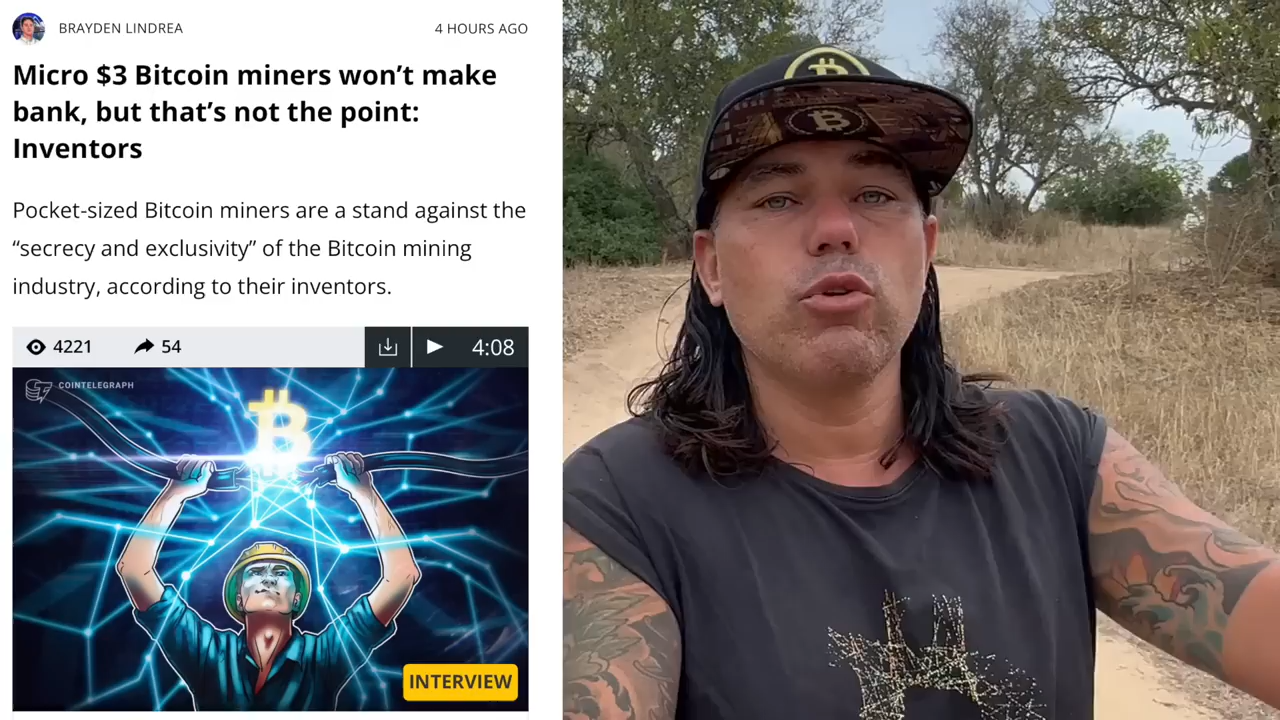 BRAYDEN LINDREA
4 HOURS AGO
Micro $3 Bitcoin miners won’t make
bank, but that’s not the point:
Inventors
Pocket-sized Bitcoin miners are a stand against the
“secrecy and exclusivity” of the Bitcoin mining
industry, according to their inventors.
4221
54
4:08
COINTELEGRAPH
INTERVIEW